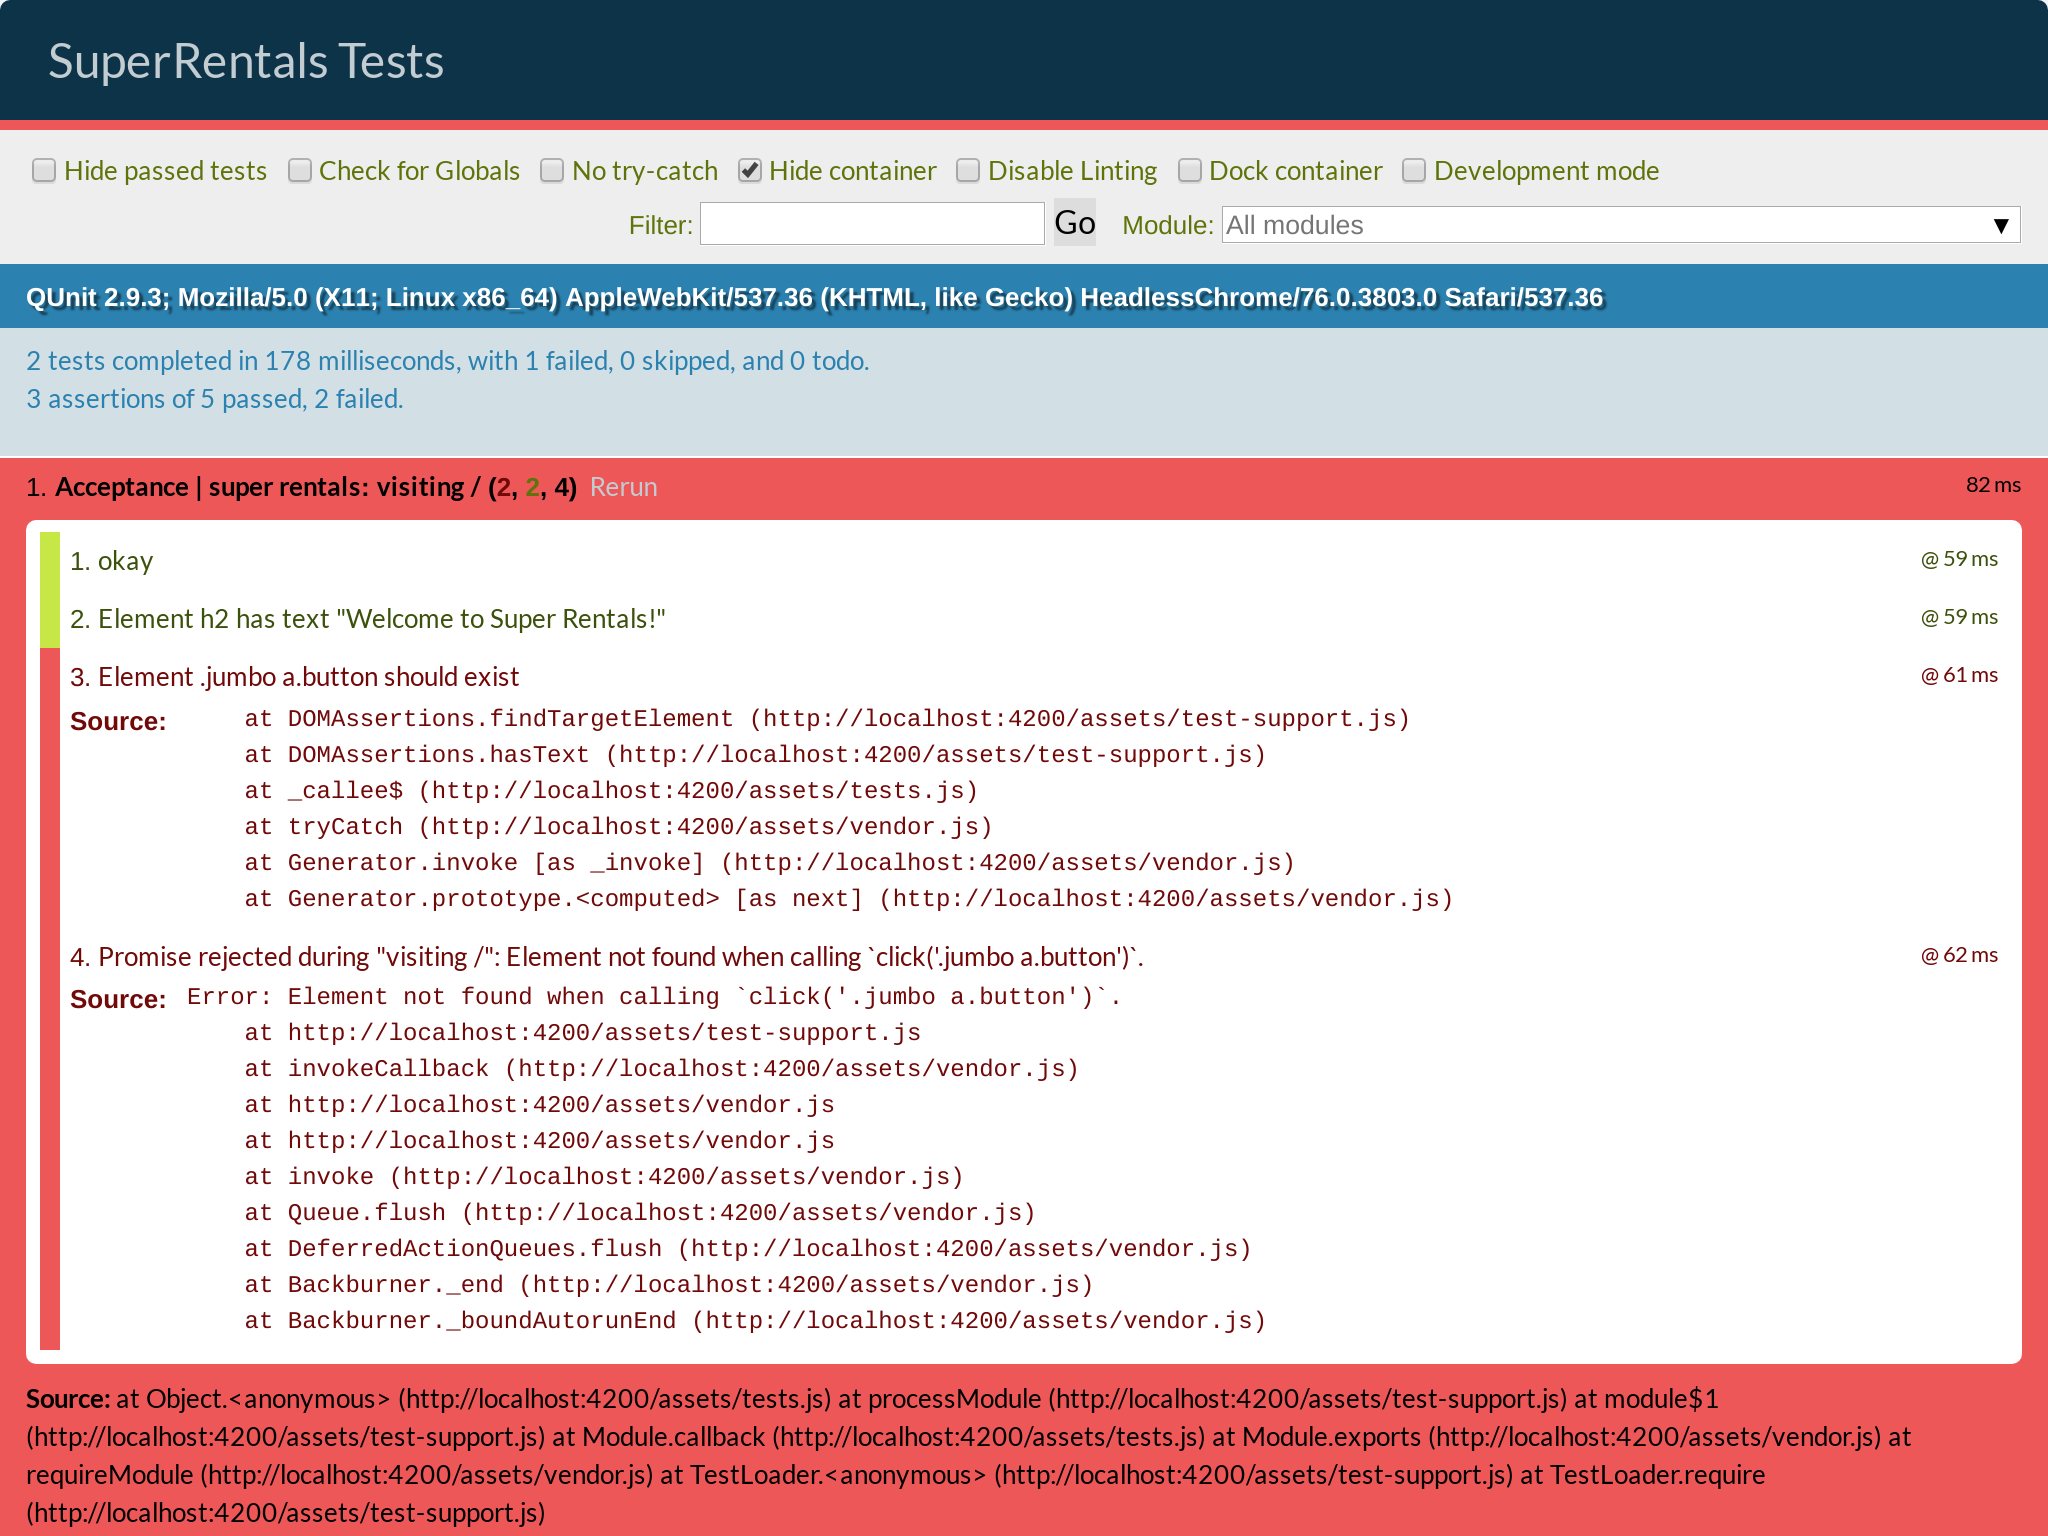 SuperRentals Tests
Hide passed tests Check for Globals No try-catch Hide container Disable Linting Dock container Development mode
Filter: Go Module: All modules ▼
QUnit 2.9.3; Mozilla/5.0 (X11; Linux x86_64) AppleWebKit/537.36 (KHTML, like Gecko) HeadlessChrome/76.0.3803.0 Safari/537.36
2 tests completed in 178 milliseconds, with 1 failed, 0 skipped, and 0 todo.
3 assertions of 5 passed, 2 failed.
1. Acceptance | super rentals: visiting / (2, 2, 4) Rerun 82 ms
1. okay @ 59 ms
2. Element h2 has text "Welcome to Super Rentals!" @ 59 ms
3. Element .jumbo a.button should exist @ 61 ms
Source: at DOMAssertions.findTargetElement (http://localhost:4200/assets/test-support.js)
at DOMAssertions.hasText (http://localhost:4200/assets/test-support.js)
at _callee$ (http://localhost:4200/assets/tests.js)
at tryCatch (http://localhost:4200/assets/vendor.js)
at Generator.invoke [as _invoke] (http://localhost:4200/assets/vendor.js)
at Generator.prototype.<computed> [as next] (http://localhost:4200/assets/vendor.js)
4. Promise rejected during "visiting /": Element not found when calling `click('.jumbo a.button')`. @ 62 ms
Source: Error: Element not found when calling `click('.jumbo a.button')`.
at http://localhost:4200/assets/test-support.js
at invokeCallback (http://localhost:4200/assets/vendor.js)
at http://localhost:4200/assets/vendor.js
at http://localhost:4200/assets/vendor.js
at invoke (http://localhost:4200/assets/vendor.js)
at Queue.flush (http://localhost:4200/assets/vendor.js)
at DeferredActionQueues.flush (http://localhost:4200/assets/vendor.js)
at Backburner._end (http://localhost:4200/assets/vendor.js)
at Backburner._boundAutorunEnd (http://localhost:4200/assets/vendor.js)
Source: at Object.<anonymous> (http://localhost:4200/assets/tests.js) at processModule (http://localhost:4200/assets/test-support.js) at module$1
(http://localhost:4200/assets/test-support.js) at Module.callback (http://localhost:4200/assets/tests.js) at Module.exports (http://localhost:4200/assets/vendor.js) at
requireModule (http://localhost:4200/assets/vendor.js) at TestLoader.<anonymous> (http://localhost:4200/assets/test-support.js) at TestLoader.require
(http://localhost:4200/assets/test-support.js)